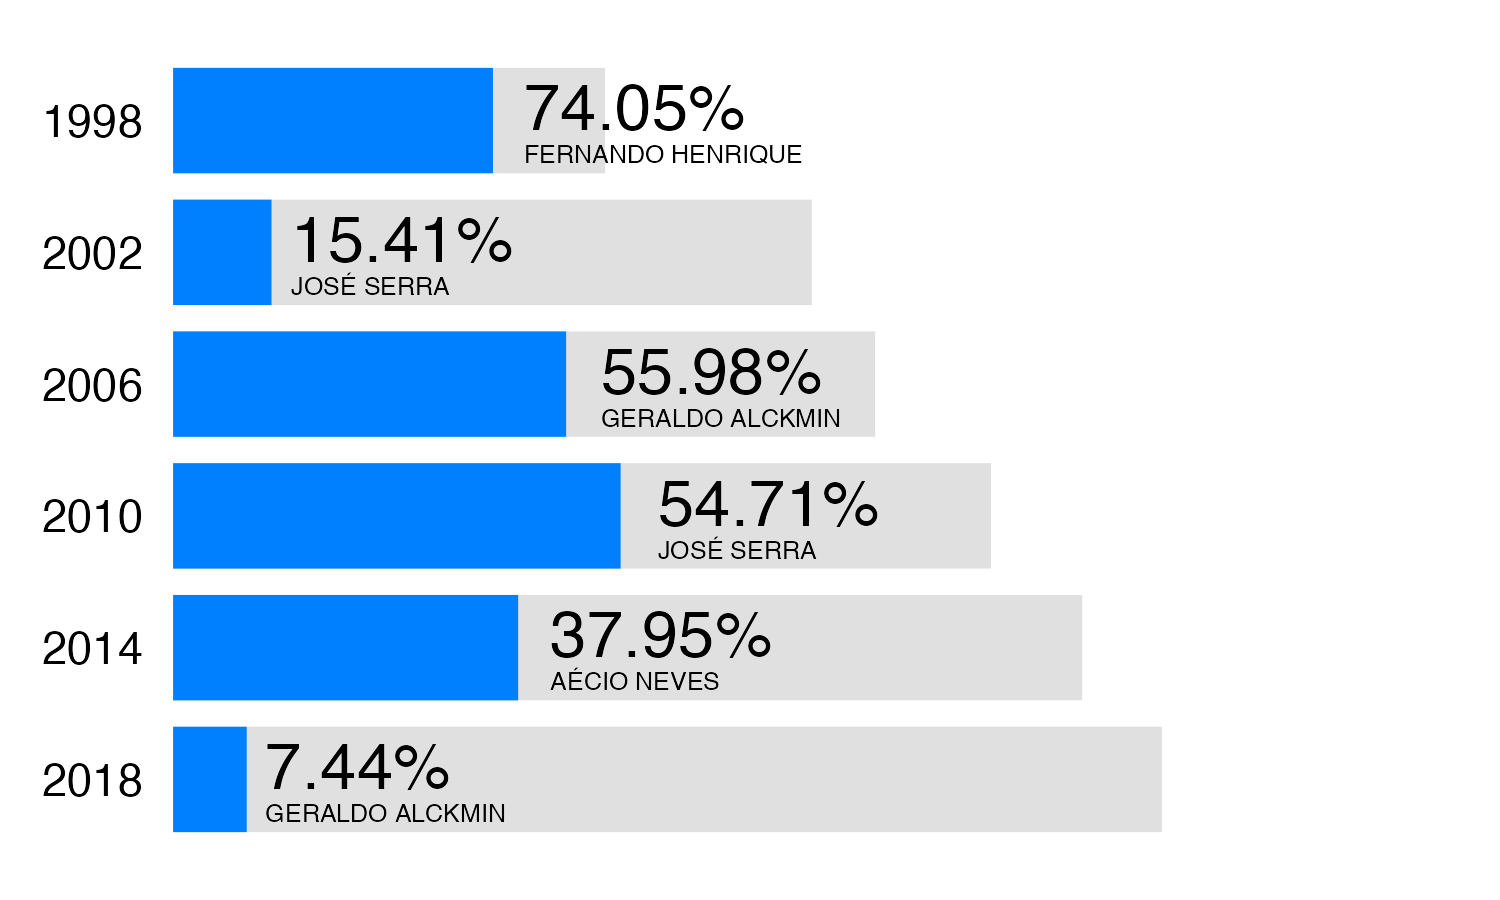 1998
74.05%
FERNANDO HENRIQUE
2002
15.41%
JOSÉ SERRA
2006
55.98%
GERALDO ALCKMIN
2010
54.71%
JOSÉ SERRA
2014
37.95%
AÉCIO NEVES
2018
7.44%
GERALDO ALCKMIN